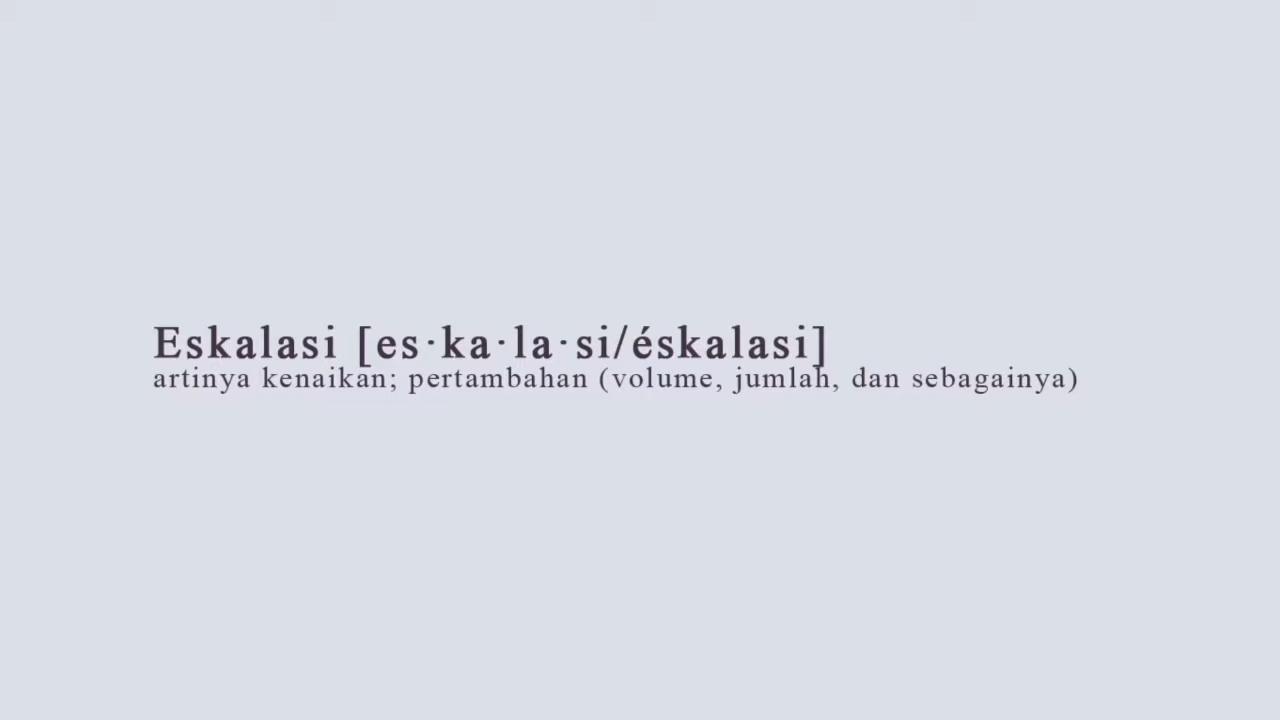 Eskalasi [es·ka·la·si/éskalasi]
artinya kenaikan; pertambahan (volume, jumlah, dan sebagainya)